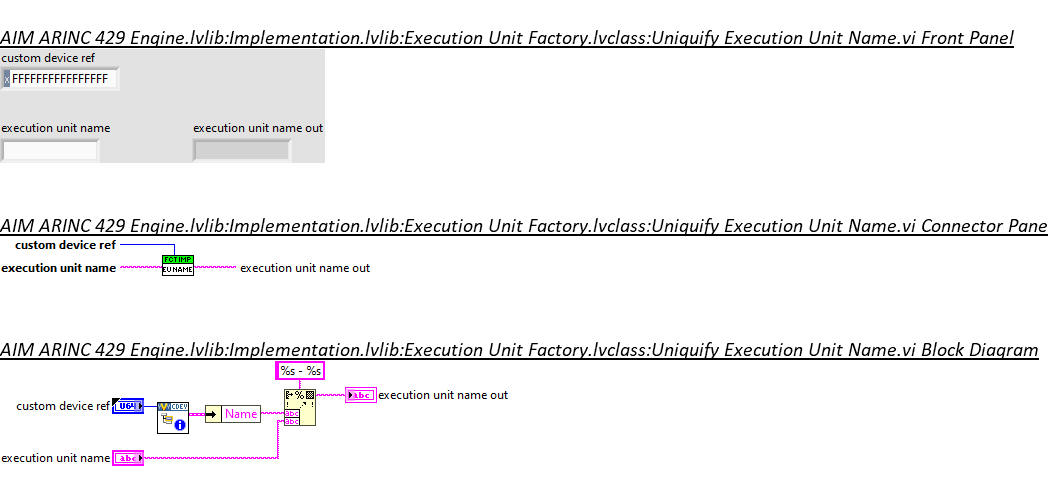 AIM ARINC 429 Engine.lvlib:Implementation.lvlib:Execution Unit Factory.lvclass:Uniquify Execution Unit Name.vi Front Panel
custom device ref
x FFFFFFFFFFFFFFFF
execution unit name execution unit name out
AIM ARINC 429 Engine.lvlib:Implementation.lvlib:Execution Unit Factory.lvclass:Uniquify Execution Unit Name.vi Connector Pane
custom device ref
FCT IMP
execution unit name EU NAME execution unit name out
AIM ARINC 429 Engine.lvlib:Implementation.lvlib:Execution Unit Factory.lvclass:Uniquify Execution Unit Name.vi Block Diagram
%s - %s
custom device ref U64 CDEV Name % abc abc abc execution unit name out
execution unit name abc